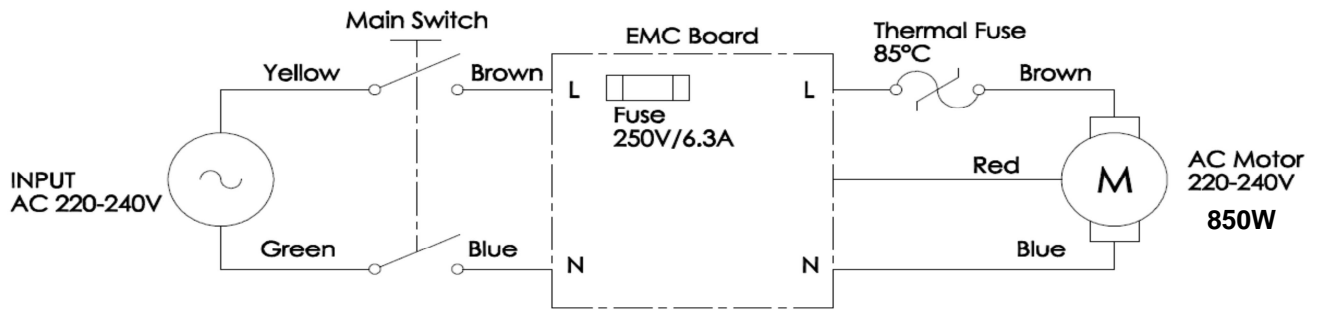 Main Switch
EMC Board
Thermal Fuse
85°C
Yellow
Brown
Brown
L
L
Fuse
250V/6.3A
INPUT
AC 220-240V
Red
M
AC Motor
220-240V
850W
Green
Blue
N
N
Blue